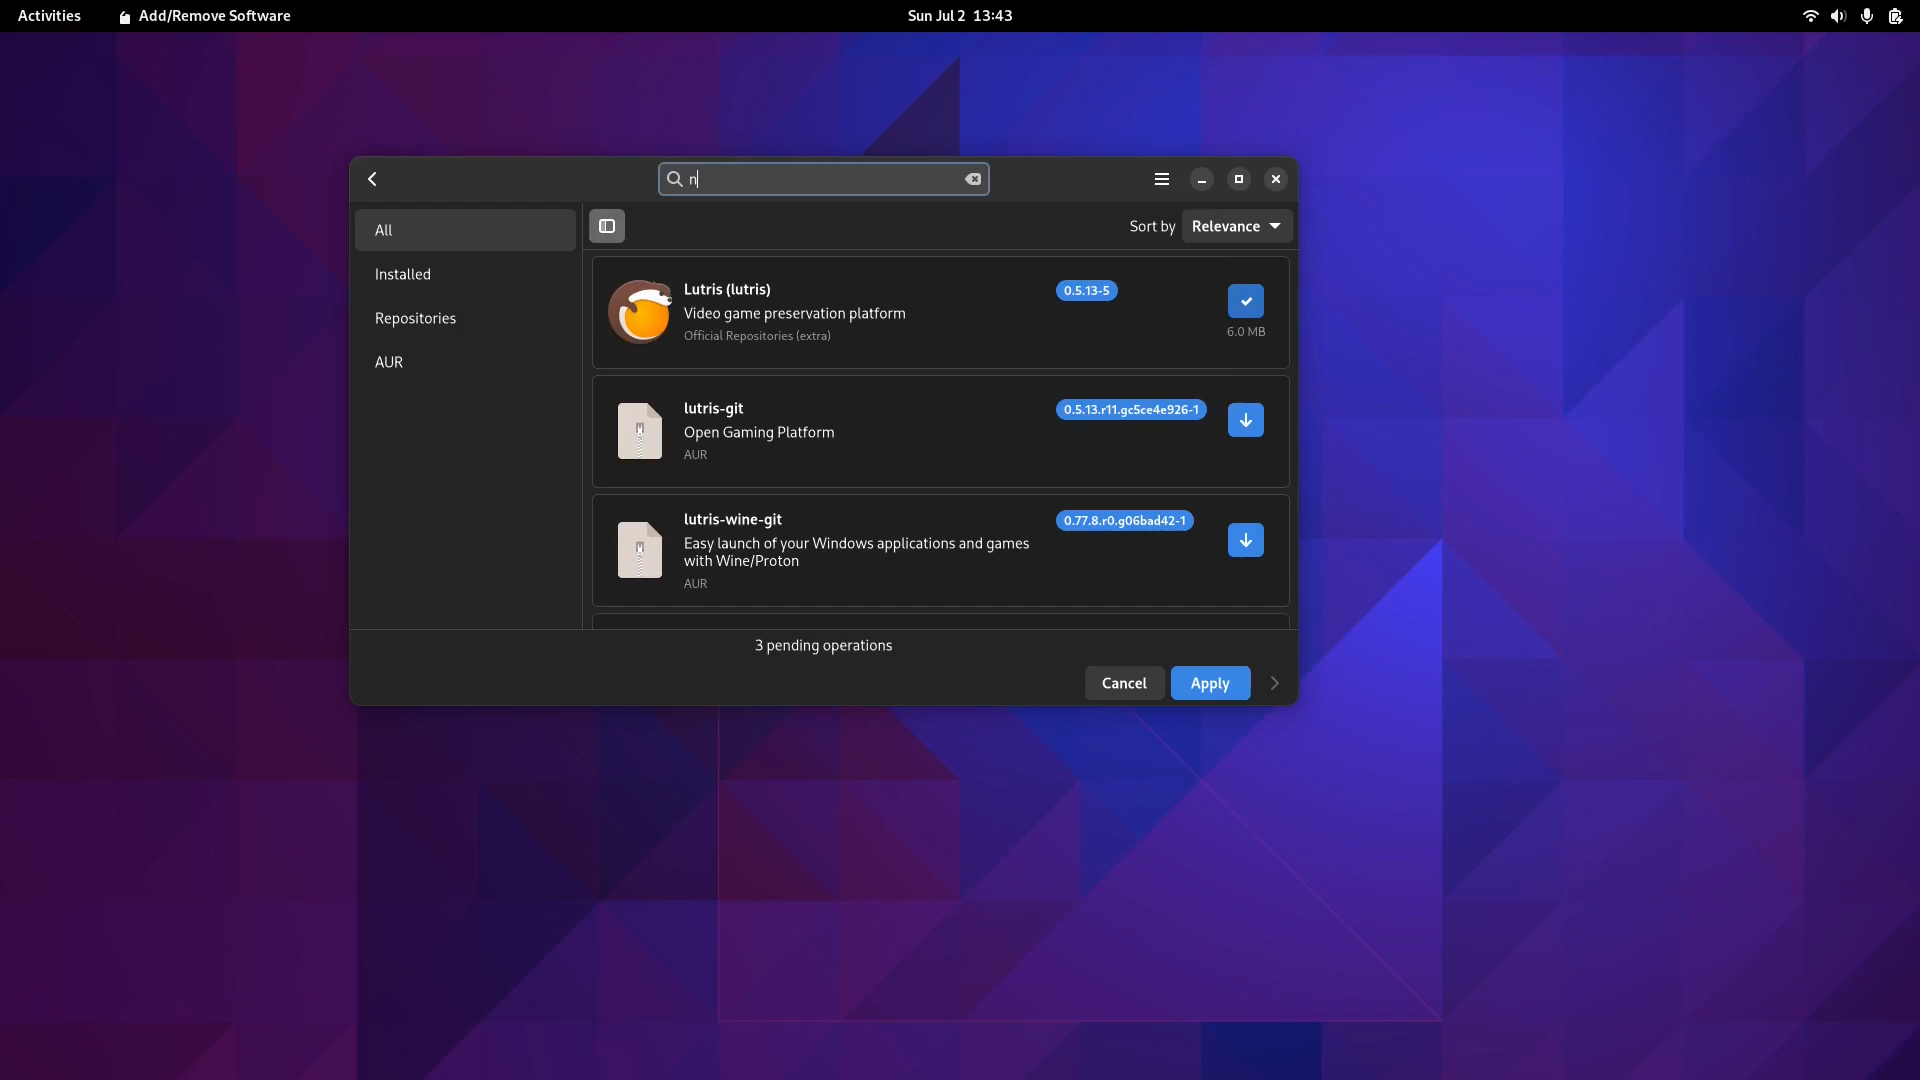 Activities
Add/Remove Software
Sun Jul 2 13:43
n
Sort by Relevance
All
Installed
Repositories
AUR
Lutris (lutris)
Video game preservation platform
Official Repositories (extra)
0.5.13-5
6.0 MB
lutris-git
Open Gaming Platform
AUR
0.5.13.r11.gc5ce4e926-1
lutris-wine-git
Easy launch of your Windows applications and games
with Wine/Proton
AUR
0.77.8.r0.g06bad42-1
3 pending operations
Cancel
Apply